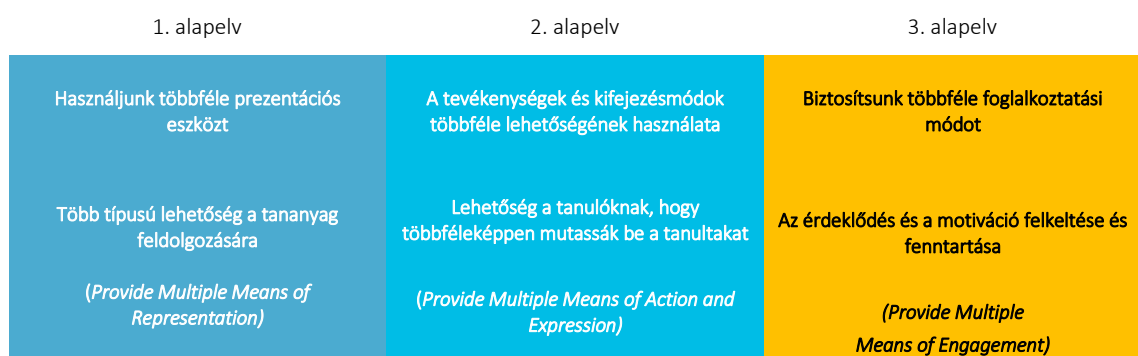 1. alapelv
Használjunk többféle prezentációs
eszközt
Több típusú lehetőség a tananyag
feldolgozására
(Provide Multiple Means of
Representation)
2. alapelv
A tevékenységek és kifejezésmódok
többféle lehetőségének használata
Lehetőség a tanulóknak, hogy
többféleképpen mutassák be a tanultakat
(Provide Multiple Means of Action and
Expression)
3. alapelv
Biztosítsunk többféle foglalkoztatási
módot
Az érdeklődés és a motiváció felkeltése és
fenntartása
(Provide Multiple
Means of Engagement)